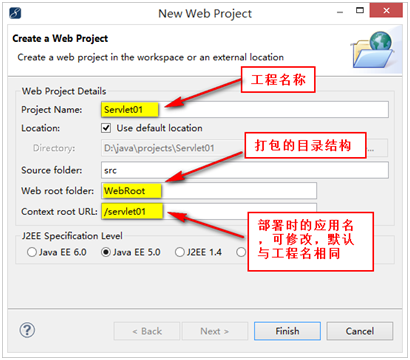 New Web Project
Create a Web Project
Create a web project in the workspace or an external location
工程名称
Web Project Details
Project Name: Servlet01
Location: Use default location
Directory: D:\java\projects\Servlet01
打包的目录结构
Source folder: src
Web root folder: WebRoot
Context root URL: /servlet01
部署时的应用名
，可修改，默认
与工程名相同
J2EE Specification Level
Java EE 6.0 Java EE 5.0 J2EE 1.4
? < Back Next > Finish Cancel